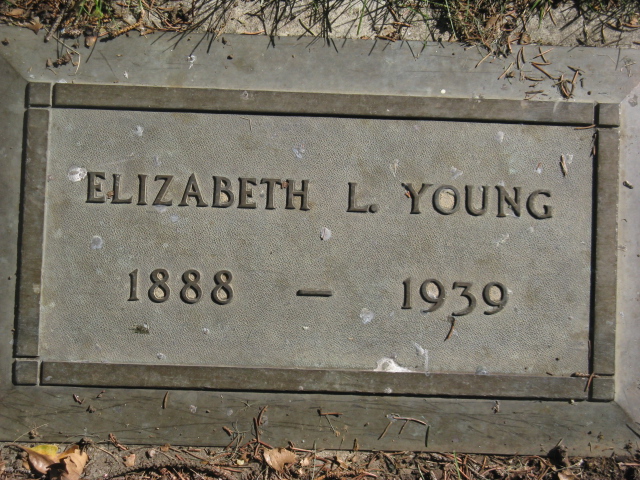 ELIZABETH L. YOUNG
1888 — 1939